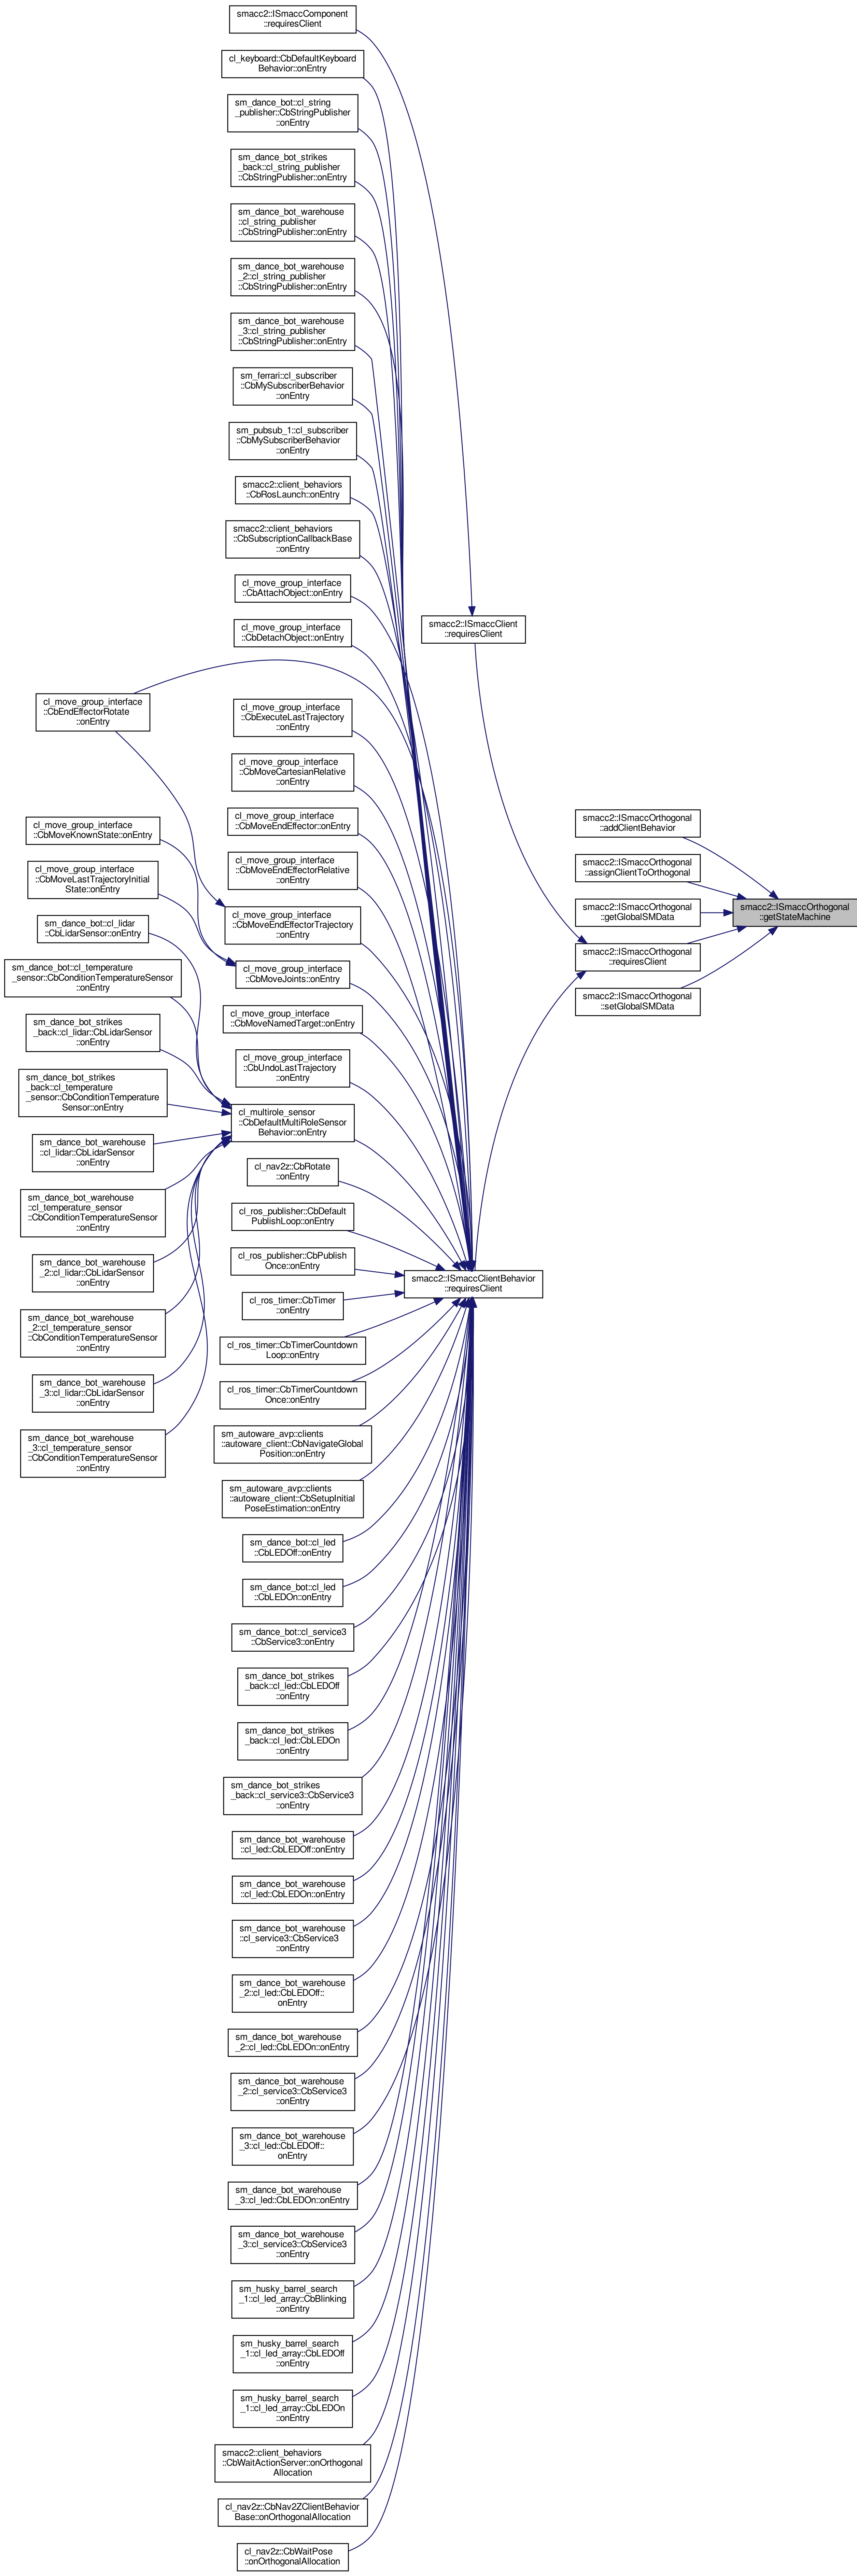 smacc2::ISmaccComponent
::requiresClient
cl_keyboard::CbDefaultKeyboard
Behavior::onEntry
sm_dance_bot::cl_string
_publisher::CbStringPublisher
::onEntry
sm_dance_bot_strikes
_back::cl_string_publisher
::CbStringPublisher::onEntry
sm_dance_bot_warehouse
::cl_string_publisher
::CbStringPublisher::onEntry
sm_dance_bot_warehouse
_2::cl_string_publisher
::CbStringPublisher::onEntry
sm_dance_bot_warehouse
_3::cl_string_publisher
::CbStringPublisher::onEntry
sm_ferrari::cl_subscriber
::CbMySubscriberBehavior
::onEntry
sm_pubsub_1::cl_subscriber
::CbMySubscriberBehavior
::onEntry
smacc2::client_behaviors
::CbRosLaunch::onEntry
smacc2::client_behaviors
::CbSubscriptionCallbackBase
::onEntry
cl_move_group_interface
::CbAttachObject::onEntry
cl_move_group_interface
::CbDetachObject::onEntry
smacc2::ISmaccClient
::requiresClient
cl_move_group_interface
::CbEndEffectorRotate
::onEntry
cl_move_group_interface
::CbExecuteLastTrajectory
::onEntry
cl_move_group_interface
::CbMoveCartesianRelative
::onEntry
cl_move_group_interface
::CbMoveEndEffector::onEntry
cl_move_group_interface
::CbMoveKnownState::onEntry
cl_move_group_interface
::CbMoveEndEffectorRelative
::onEntry
cl_move_group_interface
::CbMoveLastTrajectoryInitial
State::onEntry
cl_move_group_interface
::CbMoveEndEffectorTrajectory
::onEntry
smacc2::ISmaccOrthogonal
::addClientBehavior
smacc2::ISmaccOrthogonal
::assignClientToOrthogonal
smacc2::ISmaccOrthogonal
::getGlobalSMData
smacc2::ISmaccOrthogonal
::getStateMachine
smacc2::ISmaccOrthogonal
::requiresClient
smacc2::ISmaccOrthogonal
::setGlobalSMData
sm_dance_bot::cl_lidar
::CbLidarSensor::onEntry
sm_dance_bot::cl_temperature
_sensor::CbConditionTemperatureSensor
::onEntry
cl_move_group_interface
::CbMoveJoints::onEntry
sm_dance_bot_strikes
_back::cl_lidar::CbLidarSensor
::onEntry
cl_move_group_interface
::CbMoveNamedTarget::onEntry
cl_move_group_interface
::CbUndoLastTrajectory
::onEntry
sm_dance_bot_strikes
_back::cl_temperature
_sensor::CbConditionTemperature
Sensor::onEntry
cl_multirole_sensor
::CbDefaultMultiRoleSensor
Behavior::onEntry
sm_dance_bot_warehouse
::cl_lidar::CbLidarSensor
::onEntry
cl_nav2z::CbRotate
::onEntry
sm_dance_bot_warehouse
::cl_temperature_sensor
::CbConditionTemperatureSensor
::onEntry
cl_ros_publisher::CbDefault
PublishLoop::onEntry
sm_dance_bot_warehouse
_2::cl_lidar::CbLidarSensor
::onEntry
cl_ros_publisher::CbPublish
Once::onEntry
smacc2::ISmaccClientBehavior
::requiresClient
cl_ros_timer::CbTimer
::onEntry
sm_dance_bot_warehouse
_2::cl_temperature_sensor
::CbConditionTemperatureSensor
::onEntry
cl_ros_timer::CbTimerCountdown
Loop::onEntry
sm_dance_bot_warehouse
_3::cl_lidar::CbLidarSensor
::onEntry
cl_ros_timer::CbTimerCountdown
Once::onEntry
sm_dance_bot_warehouse
_3::cl_temperature_sensor
::CbConditionTemperatureSensor
::onEntry
sm_autoware_avp::clients
::autoware_client::CbNavigateGlobal
Position::onEntry
sm_autoware_avp::clients
::autoware_client::CbSetupInitial
PoseEstimation::onEntry
sm_dance_bot::cl_led
::CbLEDOff::onEntry
sm_dance_bot::cl_led
::CbLEDOn::onEntry
sm_dance_bot::cl_service3
::CbService3::onEntry
sm_dance_bot_strikes
_back::cl_led::CbLEDOff
::onEntry
sm_dance_bot_strikes
_back::cl_led::CbLEDOn
::onEntry
sm_dance_bot_strikes
_back::cl_service3::CbService3
::onEntry
sm_dance_bot_warehouse
::cl_led::CbLEDOff::onEntry
sm_dance_bot_warehouse
::cl_led::CbLEDOn::onEntry
sm_dance_bot_warehouse
::cl_service3::CbService3
::onEntry
sm_dance_bot_warehouse
_2::cl_led::CbLEDOff::
onEntry
sm_dance_bot_warehouse
_2::cl_led::CbLEDOn::onEntry
sm_dance_bot_warehouse
_2::cl_service3::CbService3
::onEntry
sm_dance_bot_warehouse
_3::cl_led::CbLEDOff::
onEntry
sm_dance_bot_warehouse
_3::cl_led::CbLEDOn::onEntry
sm_dance_bot_warehouse
_3::cl_service3::CbService3
::onEntry
sm_husky_barrel_search
_1::cl_led_array::CbBlinking
::onEntry
sm_husky_barrel_search
_1::cl_led_array::CbLEDOff
::onEntry
sm_husky_barrel_search
_1::cl_led_array::CbLEDOn
::onEntry
smacc2::client_behaviors
::CbWaitActionServer::onOrthogonal
Allocation
cl_nav2z::CbNav2ZClientBehavior
Base::onOrthogonalAllocation
cl_nav2z::CbWaitPose
::onOrthogonalAllocation